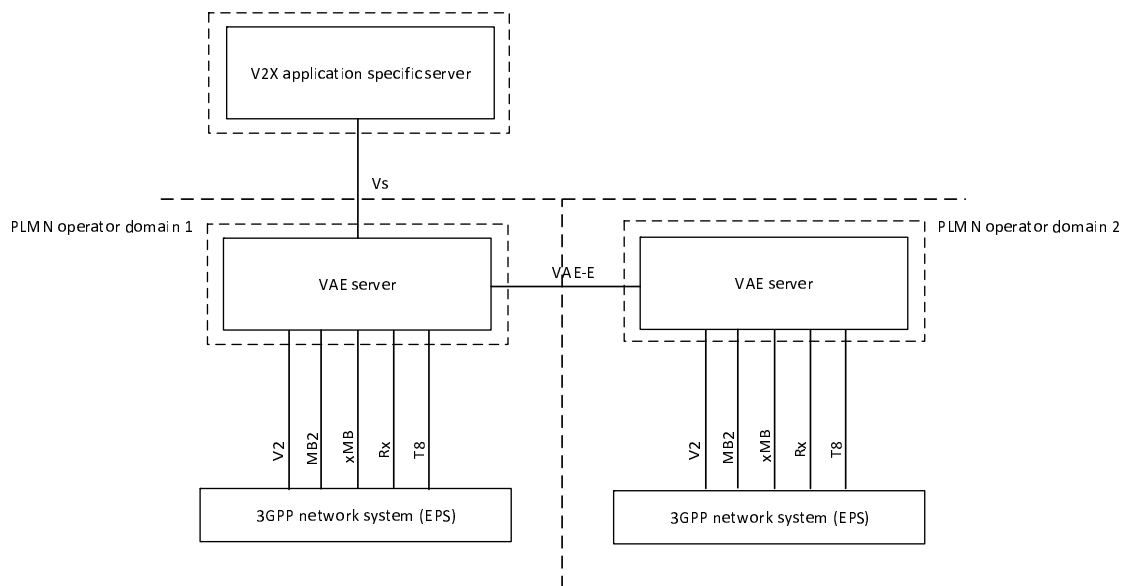 V2X application specific server
Vs
PLMN operator domain 1
PLMN operator domain 2
VAE server
VAE-E
VAE server
V2
MB2
xMB
Rx
T8
V2
MB2
xMB
Rx
T8
3GPP network system (EPS)
3GPP network system (EPS)